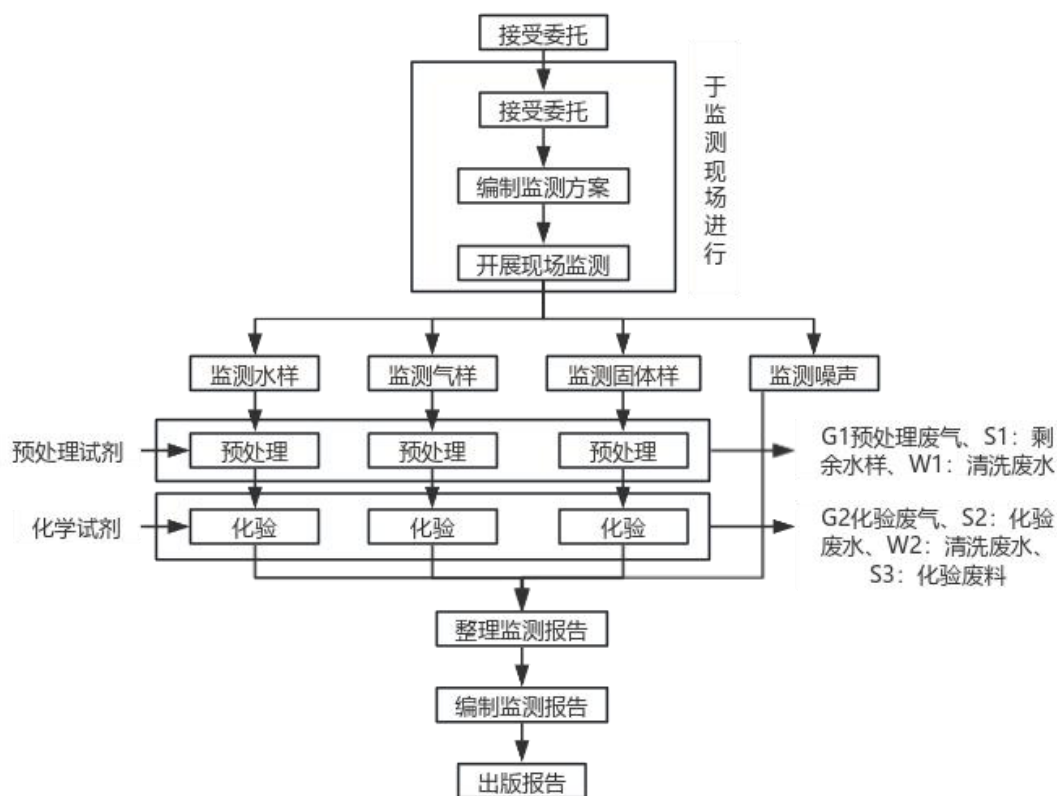 接受委托
接受委托
编制监测方案
开展现场监测
于监测现场进行
监测水样
监测气样
监测固体样
监测噪声
预处理试剂
预处理
预处理
预处理
G1预处理废气、S1：剩
余水样、W1：清洗废水
化学试剂
化验
化验
化验
G2化验废气、S2：化验
废水、W2：清洗废水、
S3：化验废料
整理监测报告
编制监测报告
出版报告